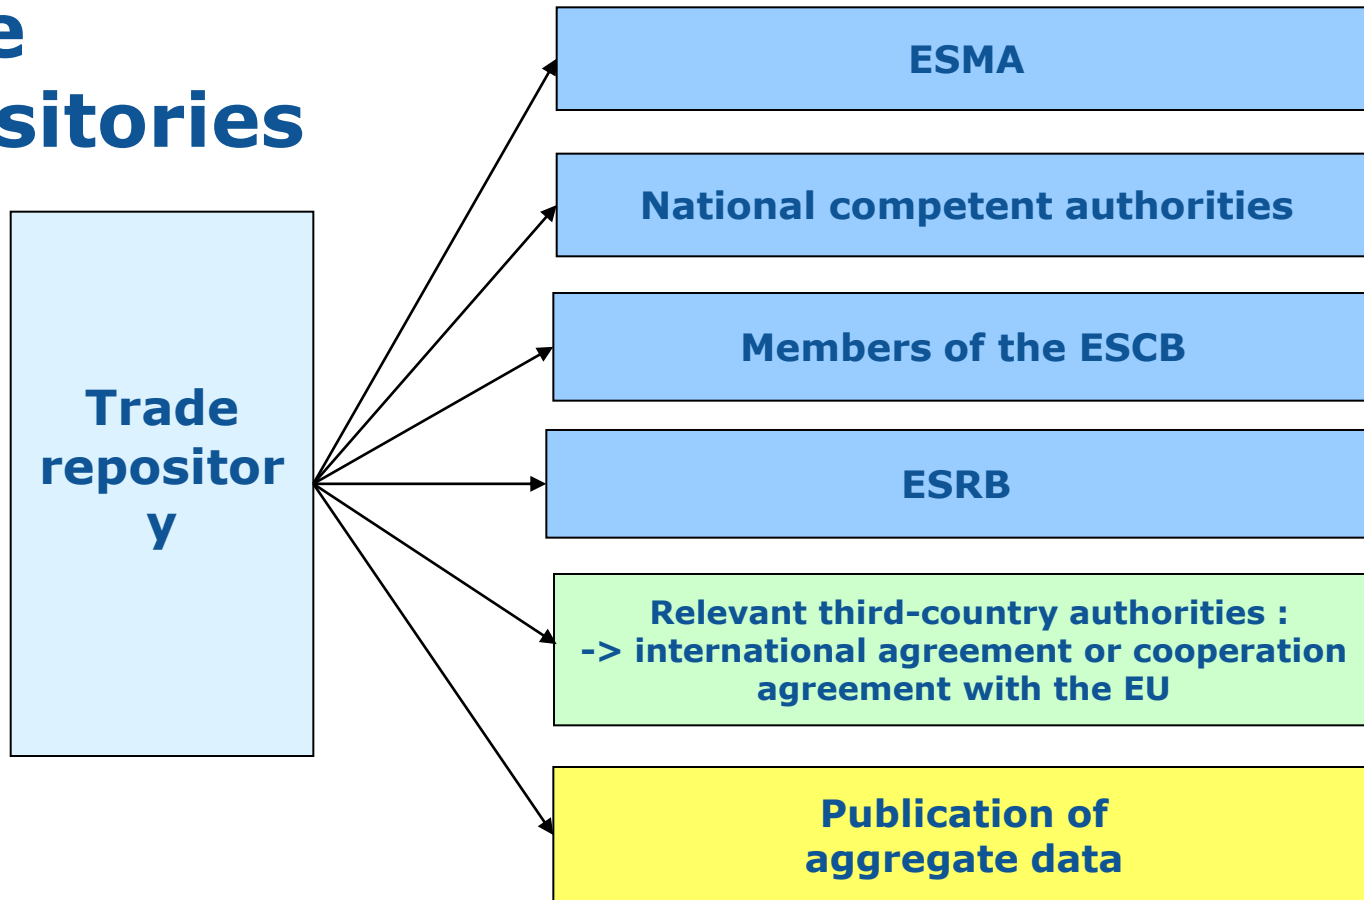 e
sitories
ESMA
National competent authorities
Members of the ESCB
ESRB
Trade
repositor
y
Relevant third-country authorities :
-> international agreement or cooperation
agreement with the EU
Publication of
aggregate data